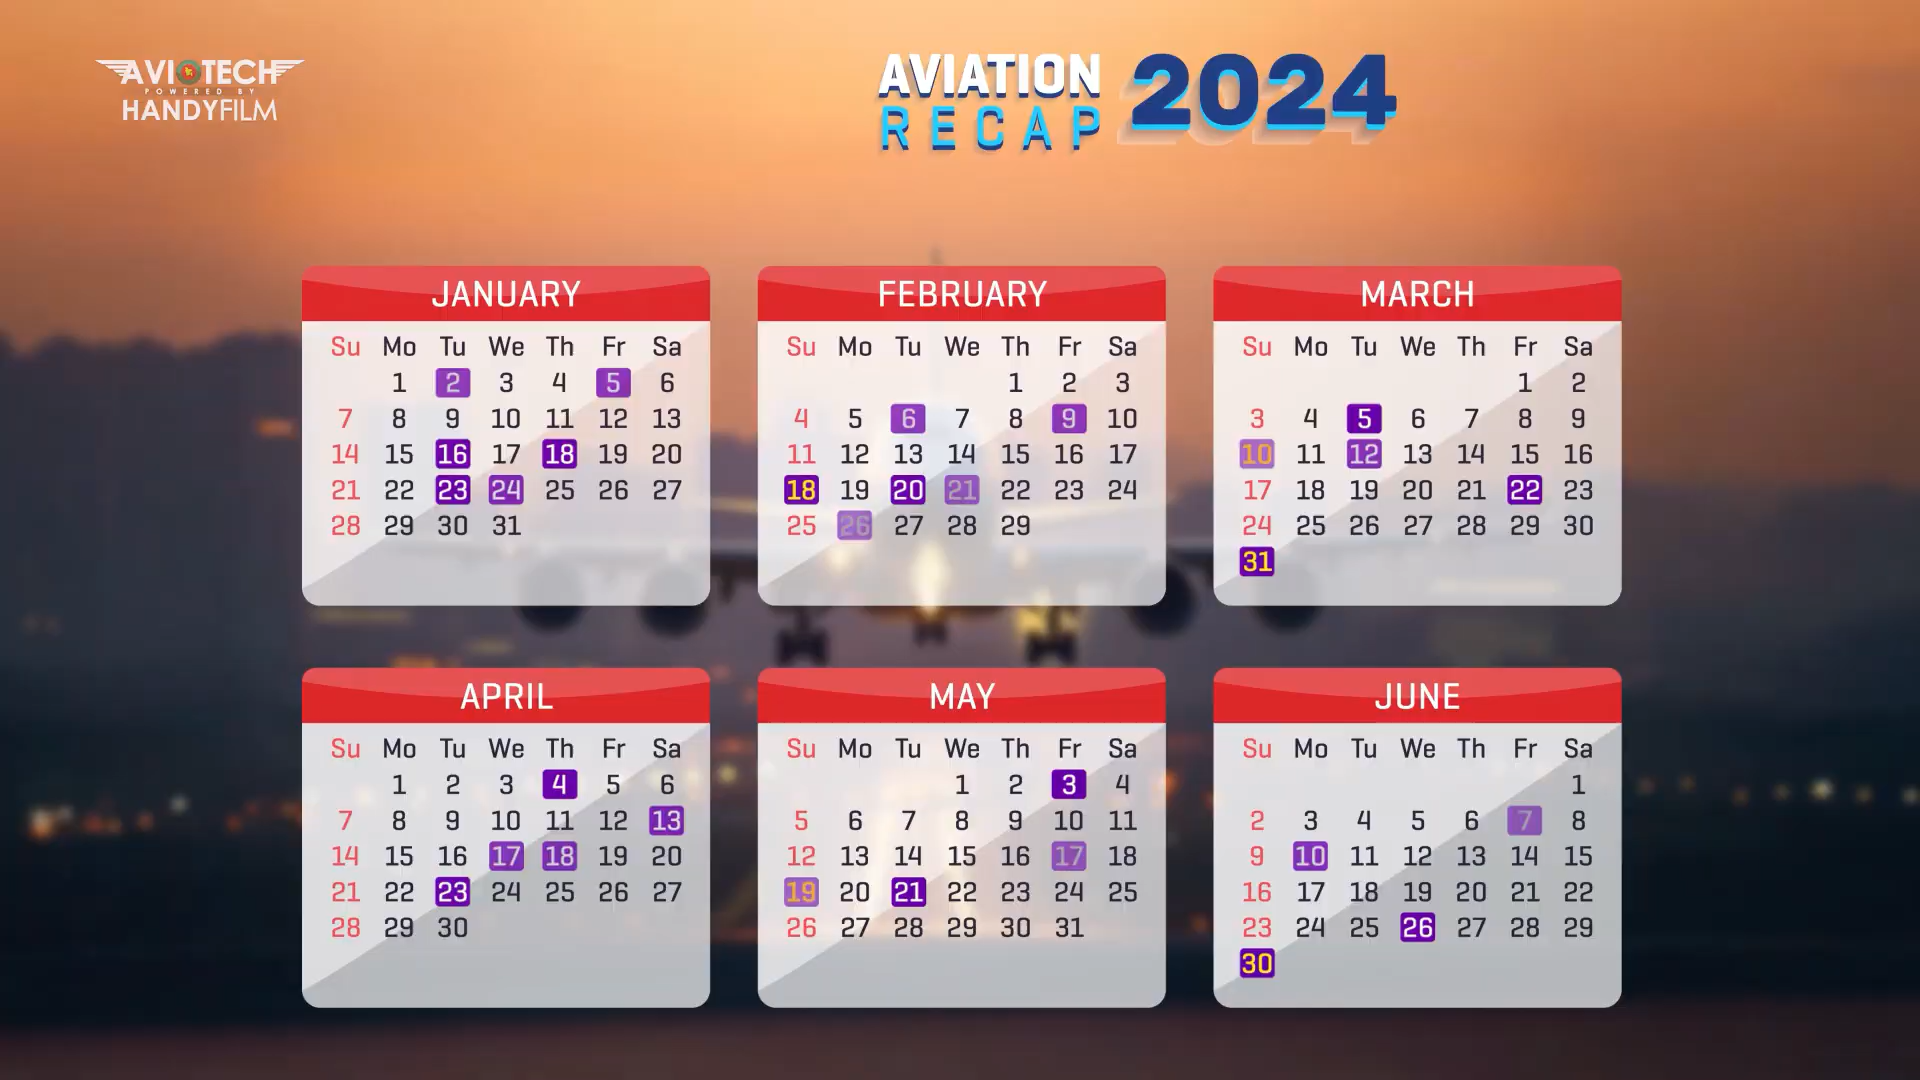 AVIOTECH
POWERED BY
HANDYFILM
AVIATION
RECAP
2024
JANUARY
Su Mo Tu We Th Fr Sa
1 2 3 4 5 6
7 8 9 10 11 12 13
14 15 16 17 18 19 20
21 22 23 24 25 26 27
28 29 30 31
FEBRUARY
Su Mo Tu We Th Fr Sa
1 2 3
4 5 6 7 8 9 10
11 12 13 14 15 16 17
18 19 20 21 22 23 24
25 26 27 28 29
MARCH
Su Mo Tu We Th Fr Sa
1 2
3 4 5 6 7 8 9
10 11 12 13 14 15 16
17 18 19 20 21 22 23
24 25 26 27 28 29 30
31
APRIL
Su Mo Tu We Th Fr Sa
1 2 3 4 5 6
7 8 9 10 11 12 13
14 15 16 17 18 19 20
21 22 23 24 25 26 27
28 29 30
MAY
Su Mo Tu We Th Fr Sa
1 2 3 4
5 6 7 8 9 10 11
12 13 14 15 16 17 18
19 20 21 22 23 24 25
26 27 28 29 30 31
JUNE
Su Mo Tu We Th Fr Sa
1
2 3 4 5 6 7 8
9 10 11 12 13 14 15
16 17 18 19 20 21 22
23 24 25 26 27 28 29
30